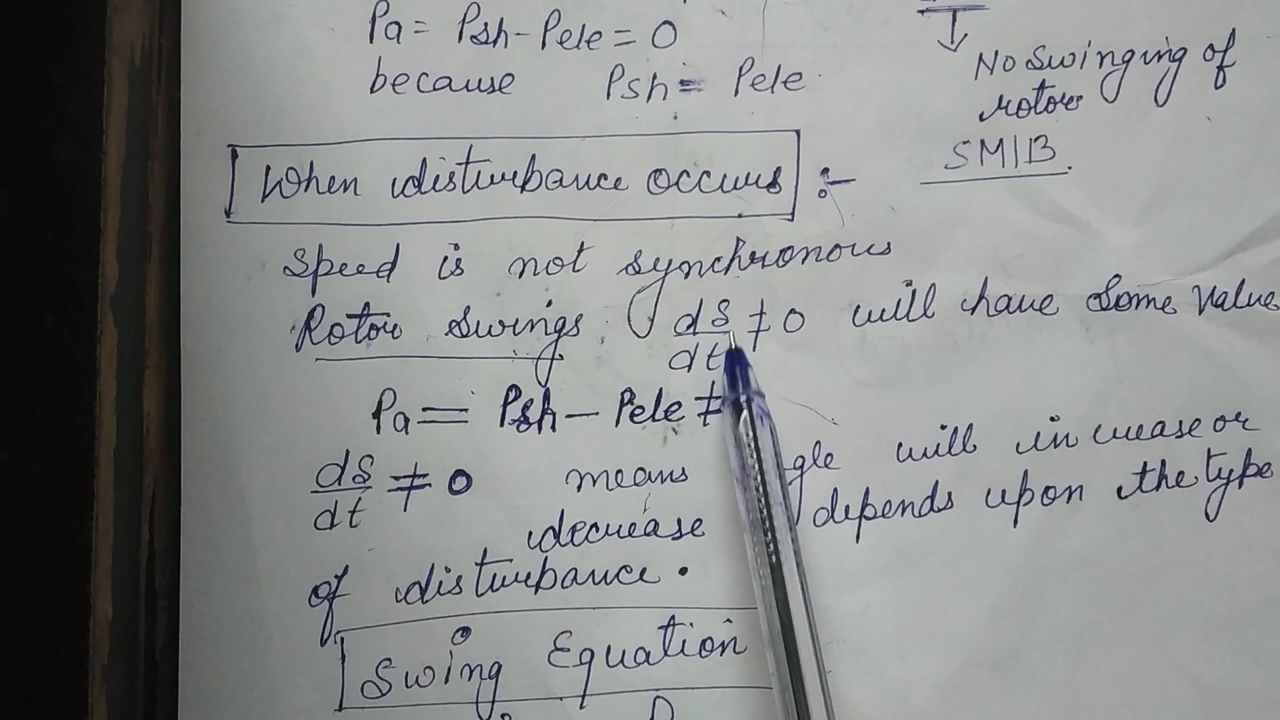 Pa = Psh - Pele = 0
because Psh = Pele
No Swinging of
rotor
SMIB.
When disturbance occurs :-
Speed is not synchronous
Rotor swings dδ/dt ≠ 0 will have some value
Pa = Psh - Pele ≠
dδ/dt ≠ 0 means gle will increase or
decrease depends upon the type
of disturbance.
Swing Equation